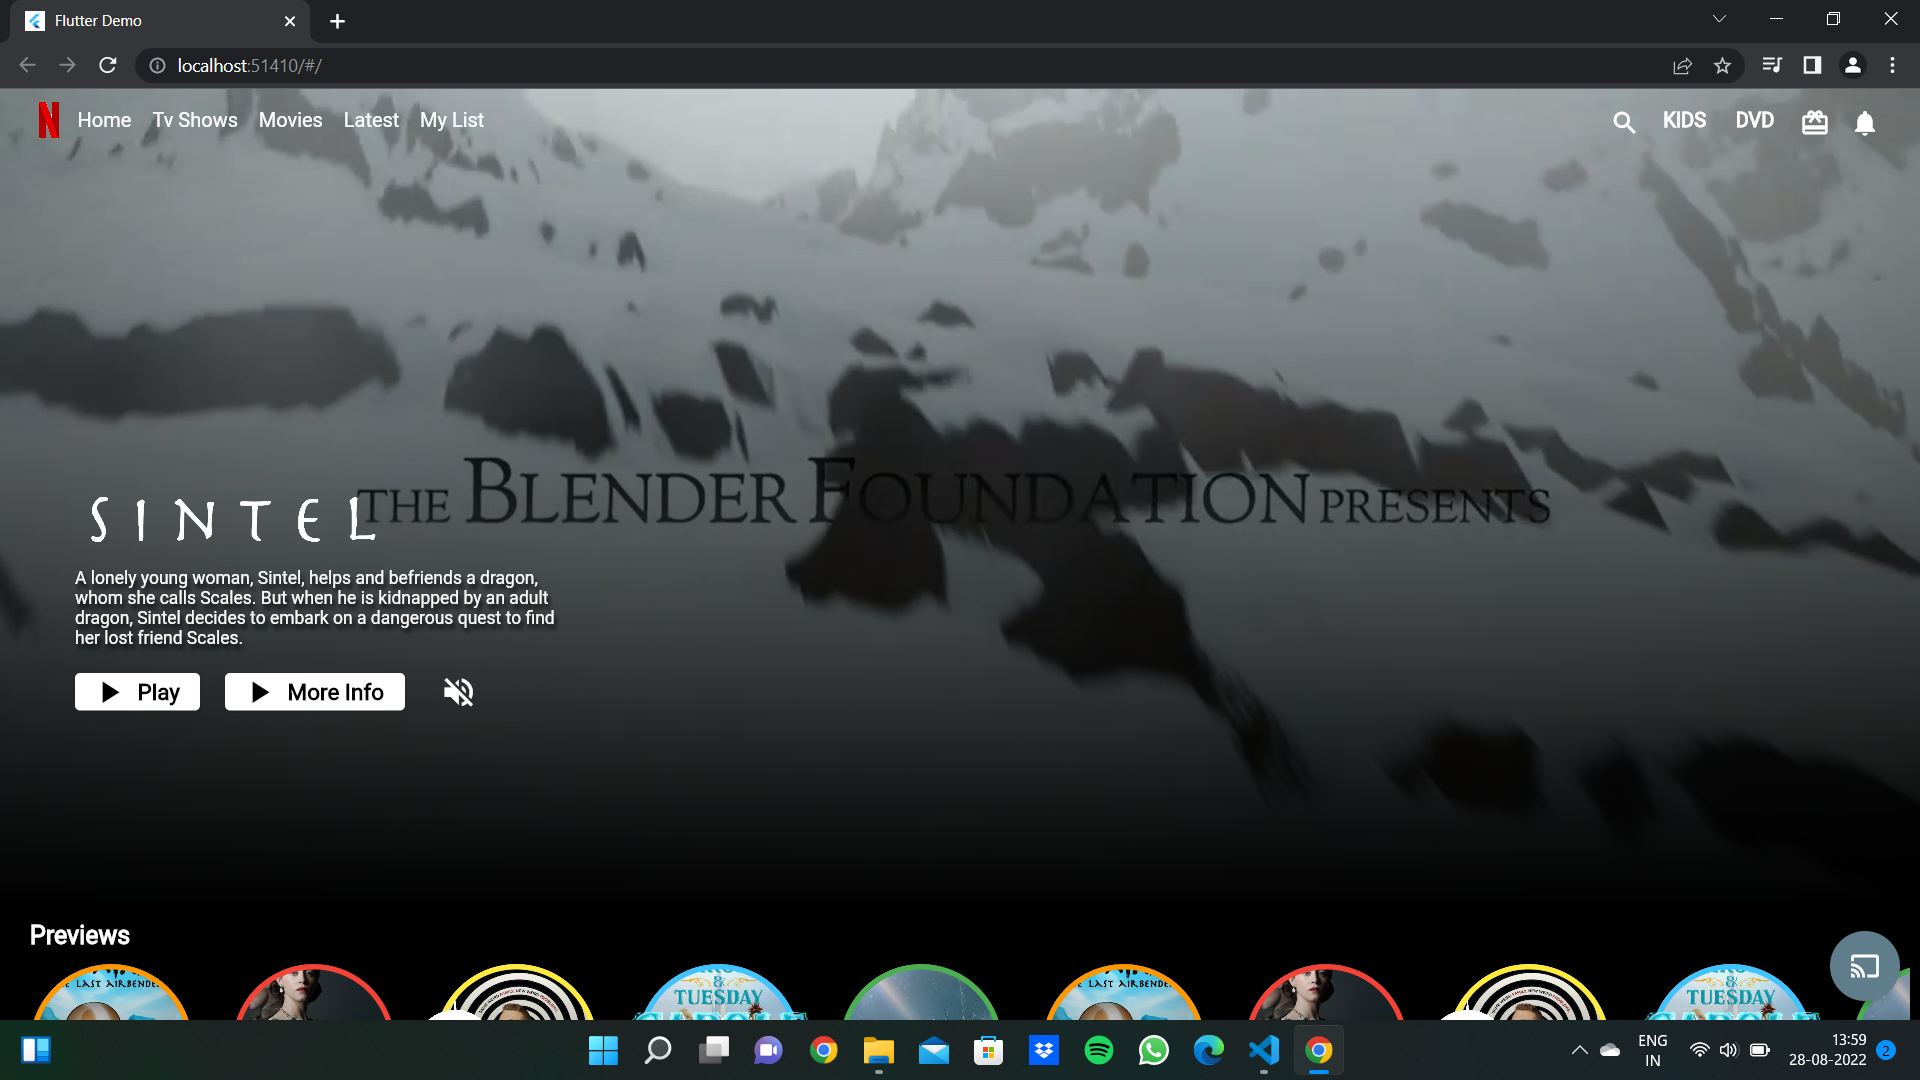 Flutter Demo
localhost:51410/#/
N Home Tv Shows Movies Latest My List KIDS DVD
THE BLENDER FOUNDATION PRESENTS
SINTEL
A lonely young woman, Sintel, helps and befriends a dragon,
whom she calls Scales. But when he is kidnapped by an adult
dragon, Sintel decides to embark on a dangerous quest to find
her lost friend Scales.
Play More Info
Previews
LAST AIRBENDE
& TUESDAY
LAST AIRBENDE
& TUESDAY
ENG
IN
13:59
28-08-2022
2